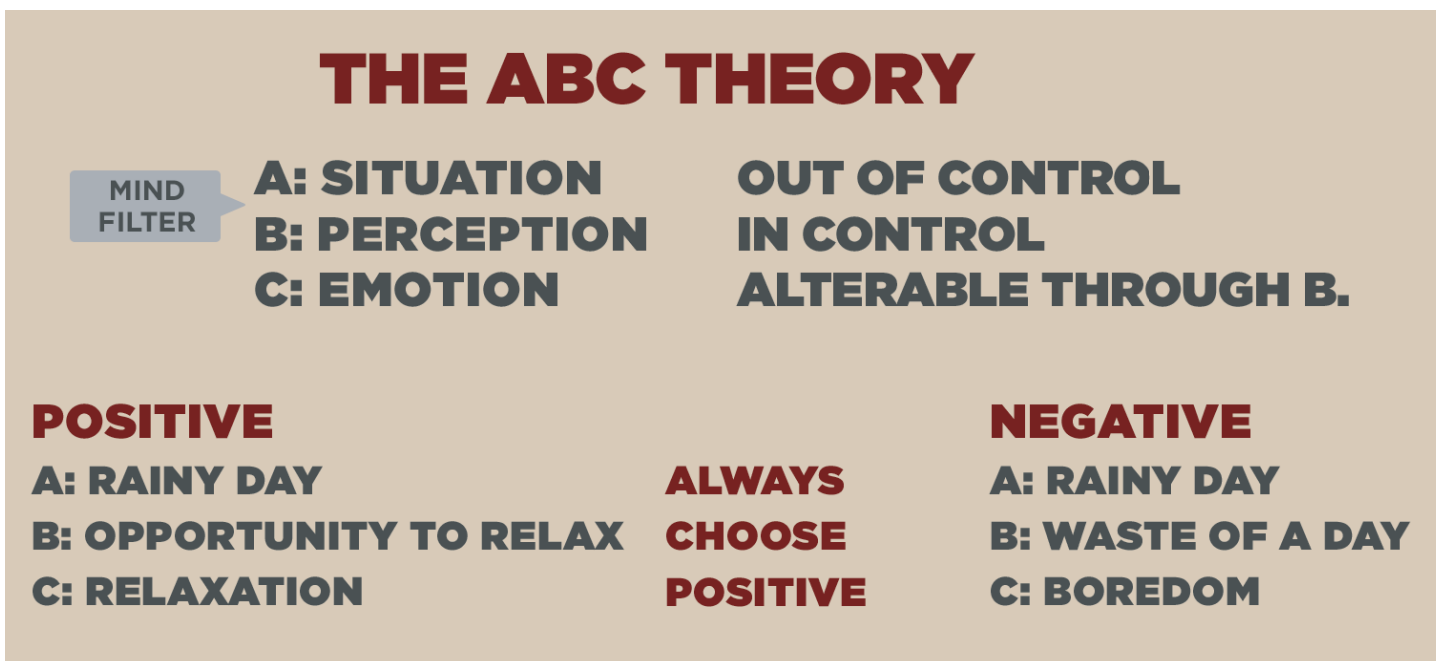 THE ABC THEORY
MIND
FILTER
A: SITUATION OUT OF CONTROL
B: PERCEPTION IN CONTROL
C: EMOTION ALTERABLE THROUGH B.
POSITIVE
A: RAINY DAY
B: OPPORTUNITY TO RELAX
C: RELAXATION
ALWAYS
CHOOSE
POSITIVE
NEGATIVE
A: RAINY DAY
B: WASTE OF A DAY
C: BOREDOM